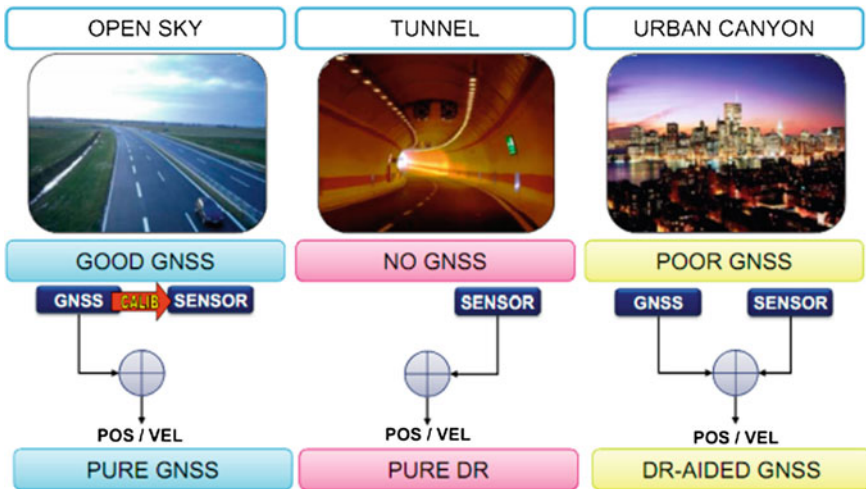 OPEN SKY
TUNNEL
URBAN CANYON
GOOD GNSS
NO GNSS
POOR GNSS
GNSS CALIB SENSOR
SENSOR
GNSS SENSOR
POS / VEL
POS / VEL
POS / VEL
PURE GNSS
PURE DR
DR-AIDED GNSS